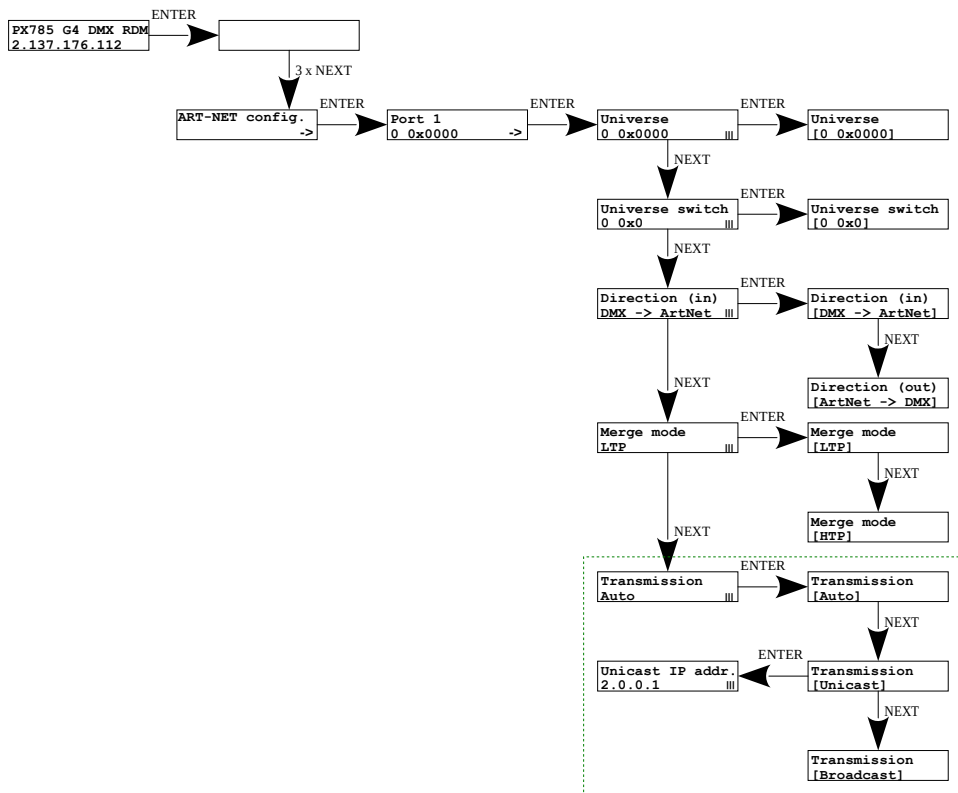 ENTER
PX785 G4 DMX RDM
2.137.176.112
3 x NEXT
ART-NET config.
->
ENTER
Port 1
0 0x0000 ->
ENTER
Universe
0 0x0000
ENTER
Universe
[0 0x0000]
NEXT
Universe switch
0 0x0
ENTER
Universe switch
[0 0x0]
NEXT
Direction (in)
DMX -> ArtNet
ENTER
Direction (in)
[DMX -> ArtNet]
NEXT
Direction (out)
[ArtNet -> DMX]
NEXT
Merge mode
LTP
ENTER
Merge mode
[LTP]
NEXT
Merge mode
[HTP]
NEXT
Transmission
Auto
ENTER
Transmission
[Auto]
NEXT
Unicast IP addr.
2.0.0.1
ENTER
Transmission
[Unicast]
NEXT
Transmission
[Broadcast]